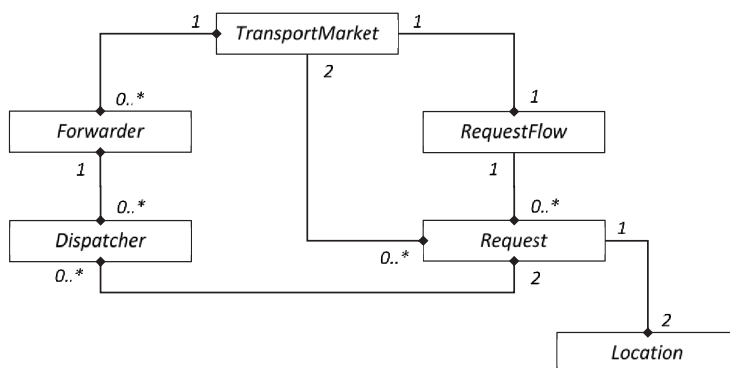 1
TransportMarket
1
2
0..*
1
Forwarder
RequestFlow
1
1
0..*
0..*
Dispatcher
Request
1
0..*
0..*
2
2
Location